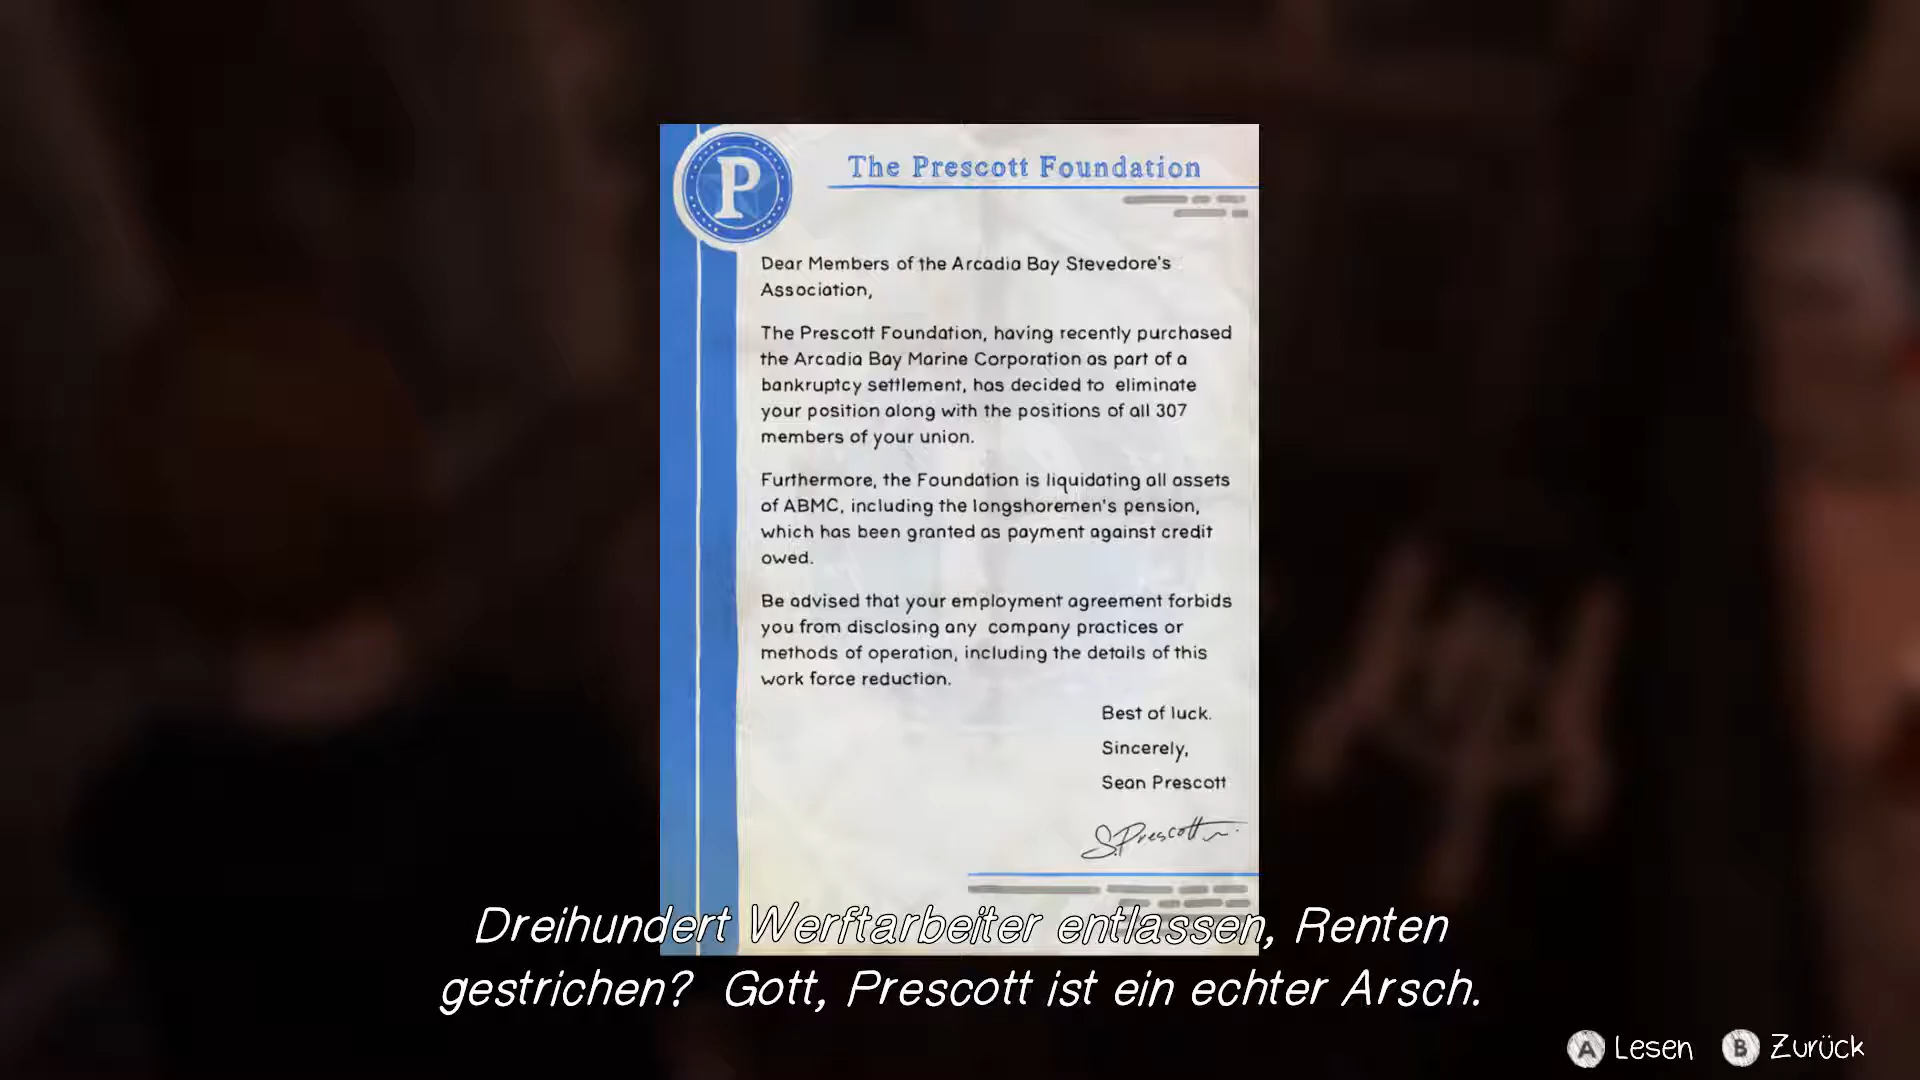 P
The Prescott Foundation
Dear Members of the Arcadia Bay Stevedore's
Association,
The Prescott Foundation, having recently purchased
the Arcadia Bay Marine Corporation as part of a
bankruptcy settlement, has decided to eliminate
your position along with the positions of all 307
members of your union.
Furthermore, the Foundation is liquidating all assets
of ABMC, including the longshoremen's pension,
which has been granted as payment against credit
owed.
Be advised that your employment agreement forbids
you from disclosing any company practices or
methods of operation, including the details of this
work force reduction.
Best of luck.
Sincerely,
Sean Prescott
S.Prescott
Dreihundert Werftarbeiter entlassen, Renten
gestrichen? Gott, Prescott ist ein echter Arsch.
A Lesen B Zurück